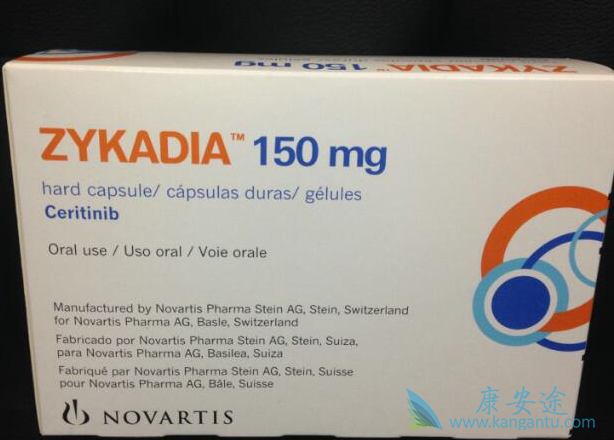 ZYKADIA™ 150 mg
ZYKADIA™ 150 mg
hard capsule/ cápsulas duras/ gélules
Ceritinib
Oral use / Uso oral / Voie orale
Manufactured by Novartis Pharma Stein AG, Stein, Switzerland
for Novartis Pharma AG, Basle, Switzerland
Fabricado por Novartis Pharma Stein AG, Stein, Suiza,
para Novartis Pharma AG, Basilea, Suiza
Fabriqué par Novartis Pharma Stein AG, Stein, Suisse
pour Novartis Pharma AG, Bâle, Suisse
NOVARTIS
康安途
www.kangantu.com